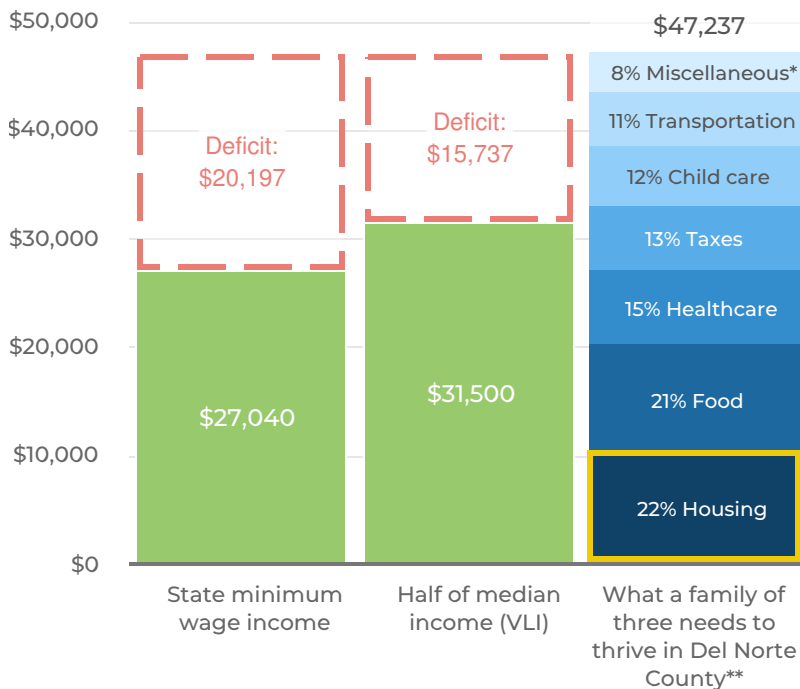 $50,000
$40,000
$30,000
$20,000
$10,000
$0
Deficit:
$20,197
$27,040
Deficit:
$15,737
$31,500
$47,237
8% Miscellaneous*
11% Transportation
12% Child care
13% Taxes
15% Healthcare
21% Food
22% Housing
State minimum
wage income
Half of median
income (VLI)
What a family of
three needs to
thrive in Del Norte
County**